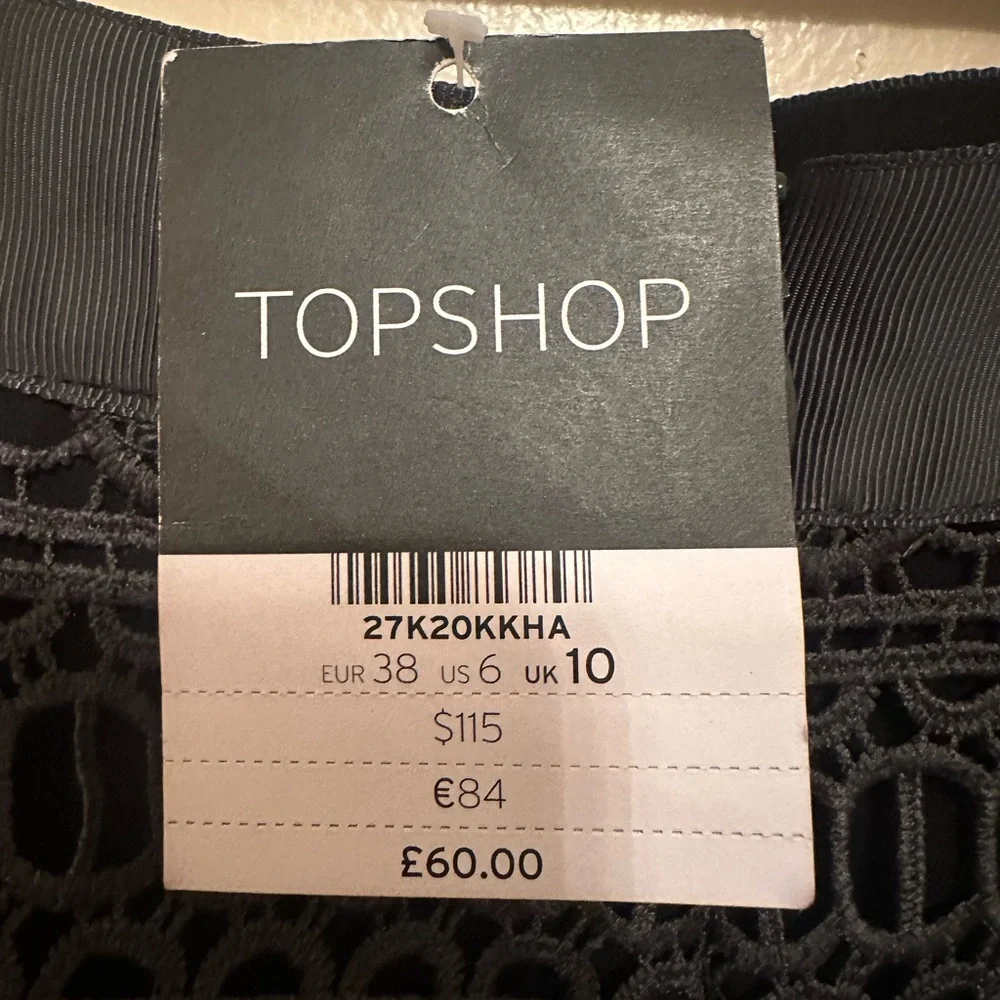 TOPSHOP
27K20KKHA
EUR 38 US 6 UK 10
$115
€84
£60.00